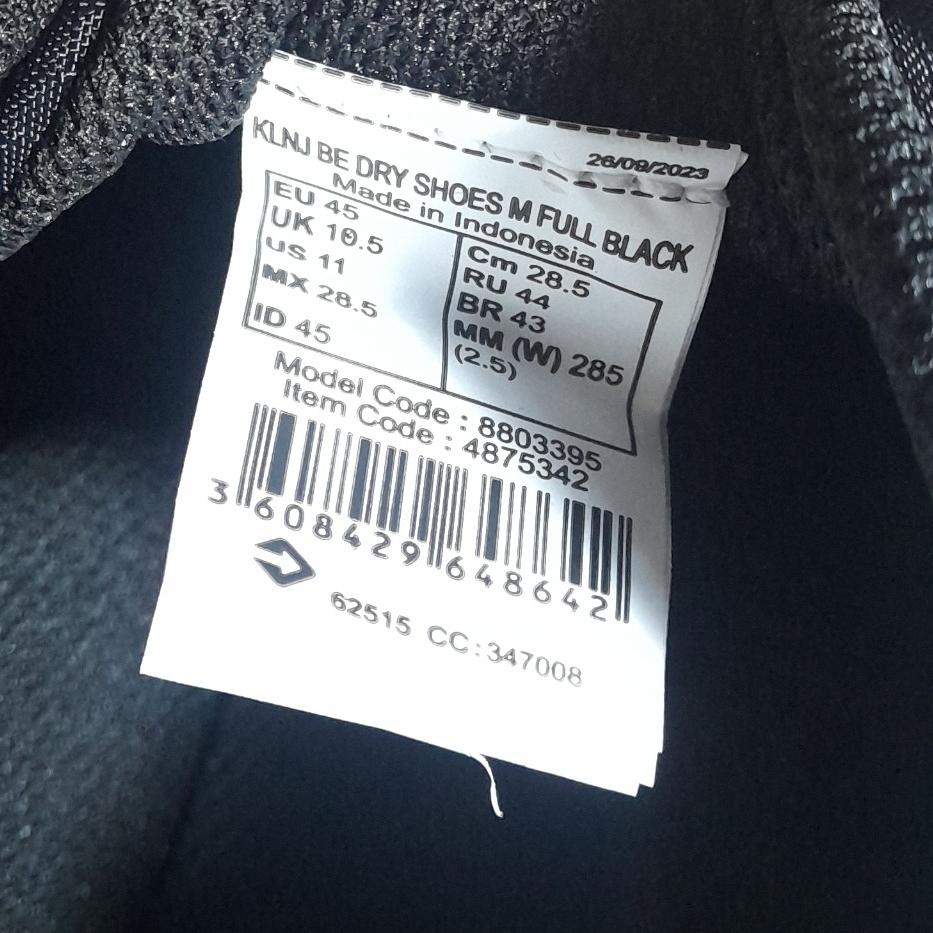 26/09/2023
KLNJ BE DRY SHOES M FULL BLACK
Made in Indonesia
EU 45
UK 10.5
US 11
MX 28.5
ID 45
Cm 28.5
RU 44
BR 43
MM (W) 285
(2.5)
Model Code : 8803395
Item Code : 4875342
3 608429 648642
62515 CC:347008